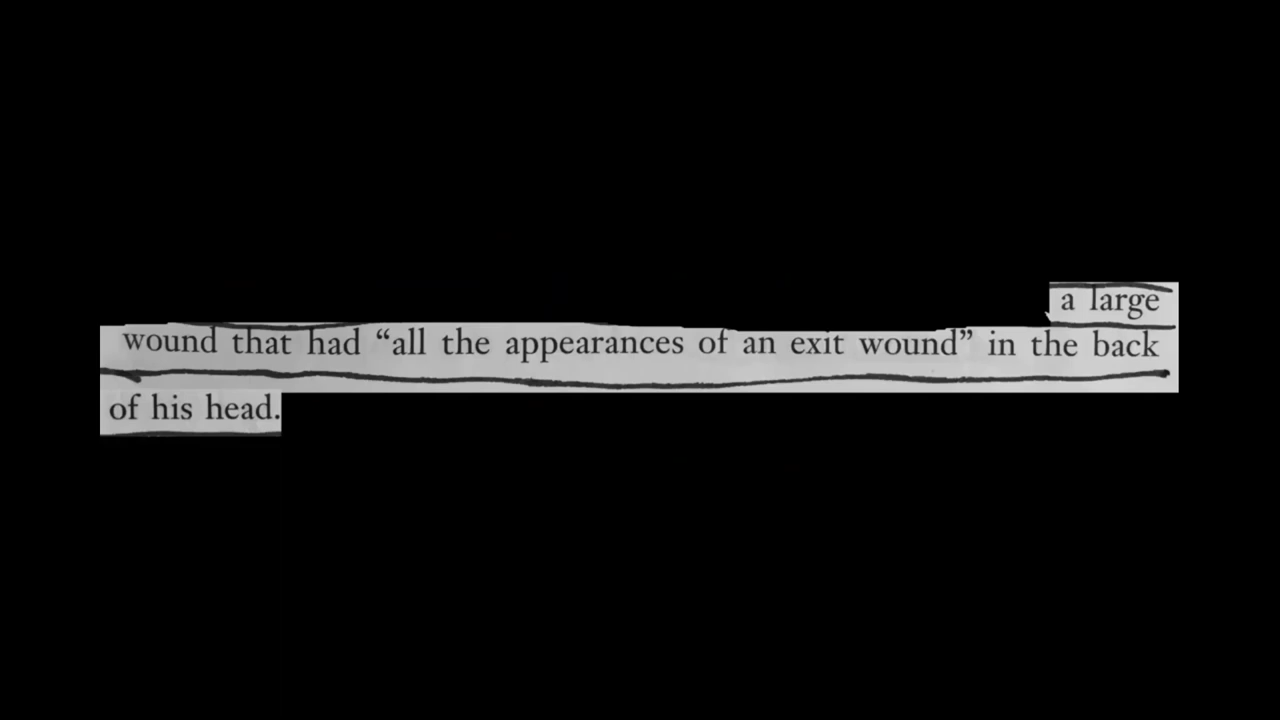 a large
wound that had “all the appearances of an exit wound” in the back
of his head.